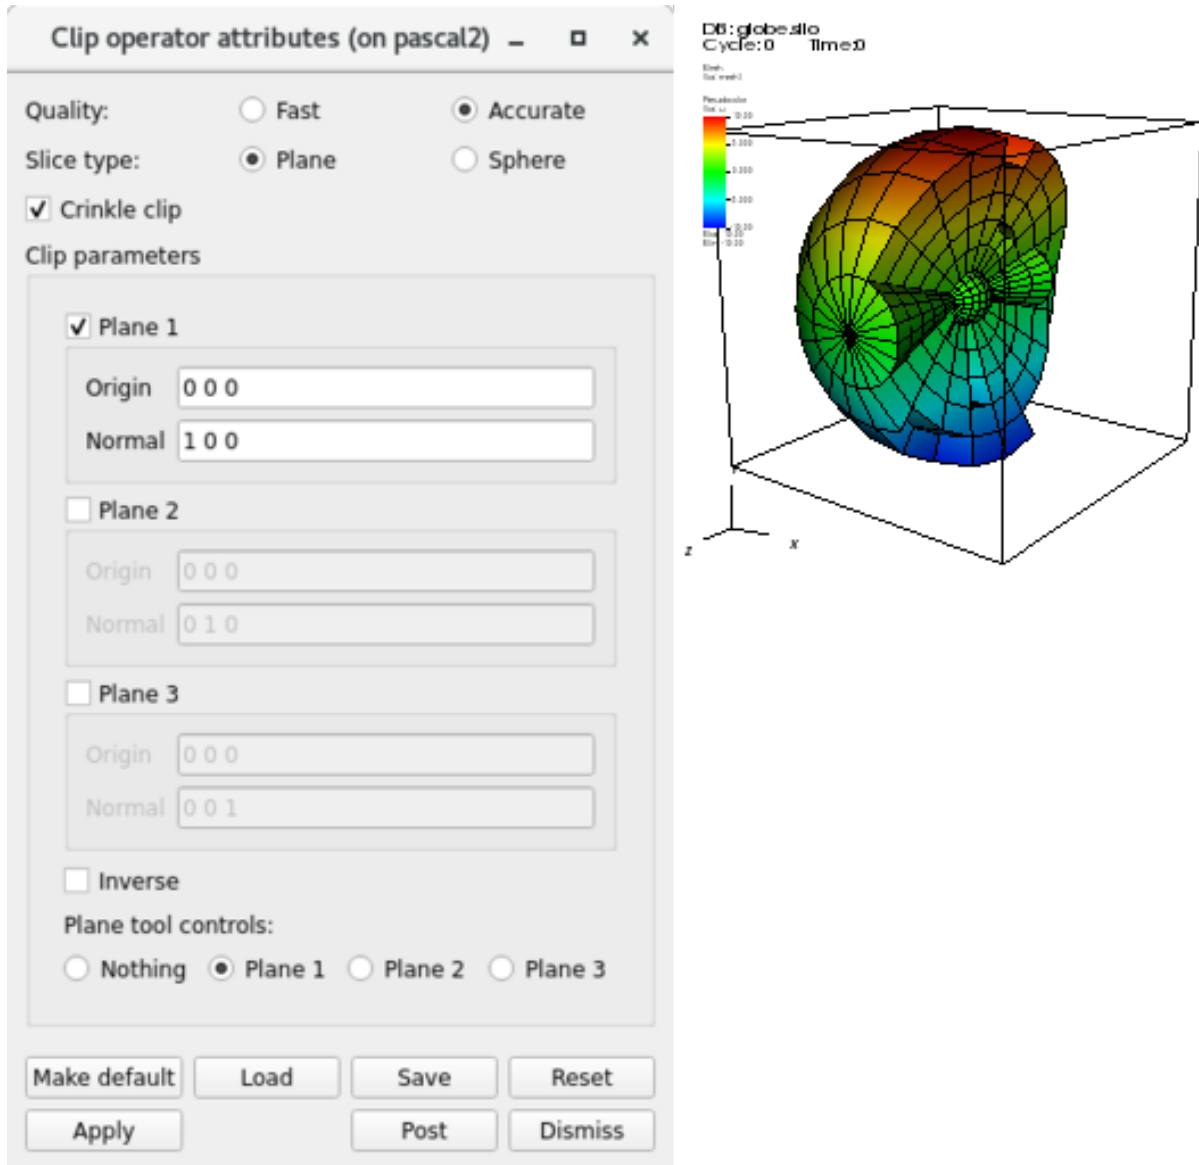 Clip operator attributes (on pascal2)
Quality: Fast Accurate
Slice type: Plane Sphere
Crinkle clip
Clip parameters
Plane 1
Origin 0 0 0
Normal 1 0 0
Plane 2
Origin 0 0 0
Normal 0 1 0
Plane 3
Origin 0 0 0
Normal 0 0 1
Inverse
Plane tool controls:
Nothing Plane 1 Plane 2 Plane 3
Make default Load Save Reset
Apply Post Dismiss
DB: globe.silo
Cycle: 0 Time:0
Mesh
Pseudocolor
Z
X